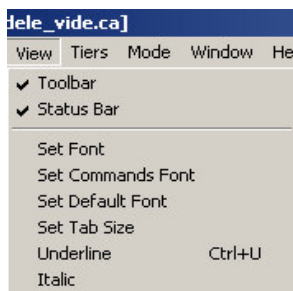 dele_vide.ca]
View Tiers Mode Window He
✔ Toolbar
✔ Status Bar
Set Font
Set Commands Font
Set Default Font
Set Tab Size
Underline Ctrl+U
Italic